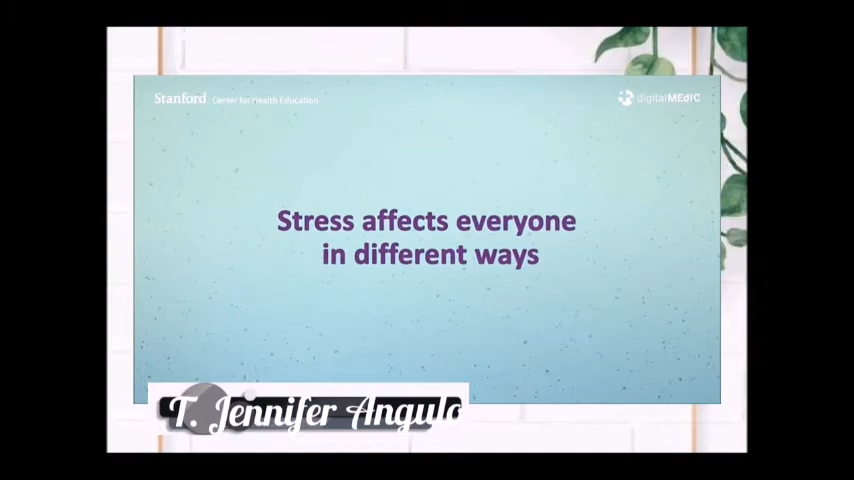 Stanford Center for Health Education
digitalMEdIC
Stress affects everyone
in different ways
T. Jennifer Angulo